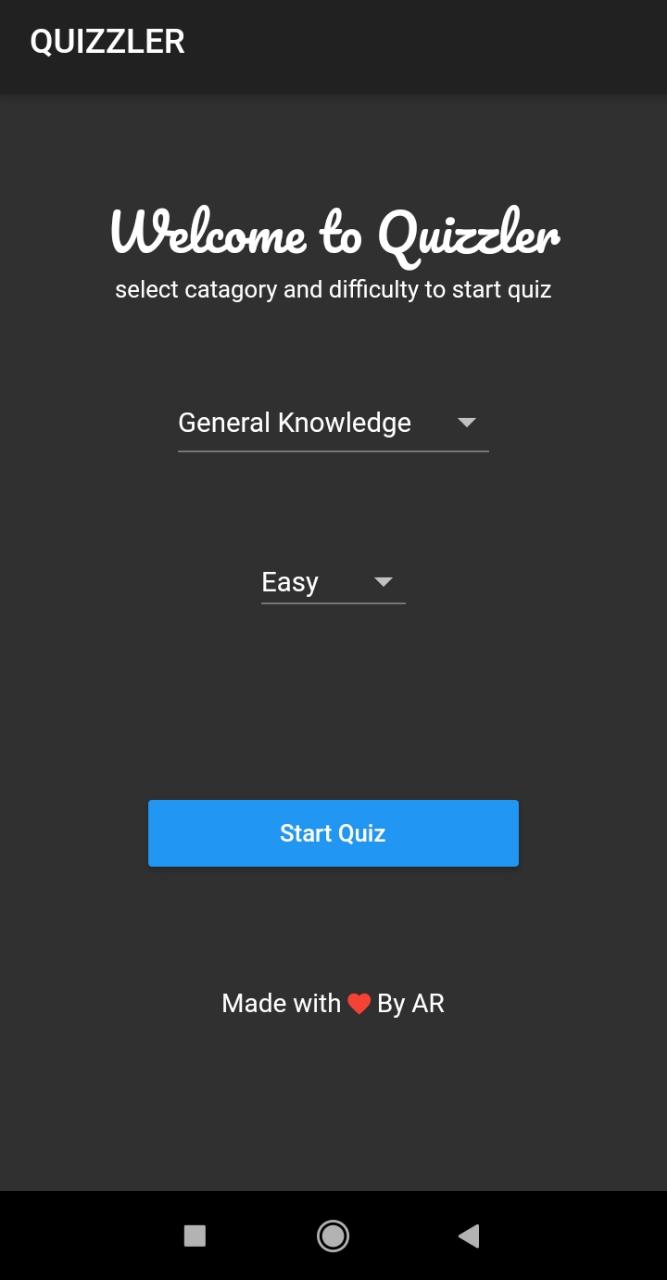 QUIZZLER
Welcome to Quizzler
select catagory and difficulty to start quiz
General Knowledge
Easy
Start Quiz
Made with ❤ By AR